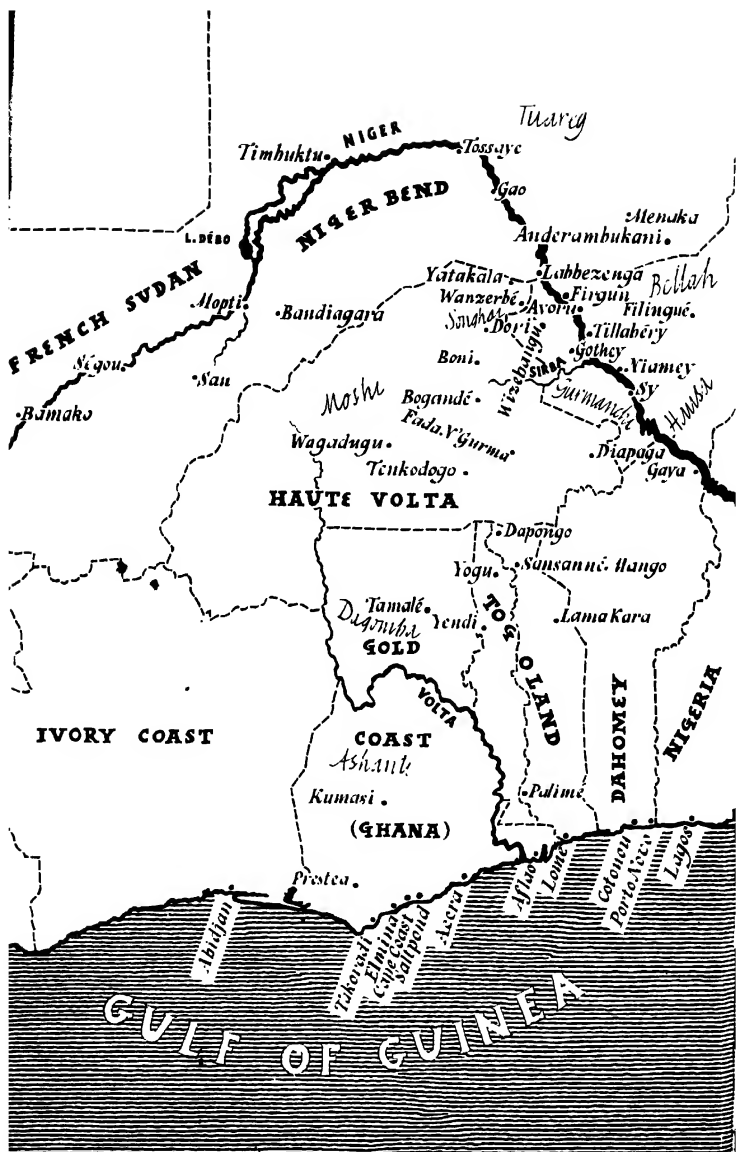 Tuareg
NIGER
Timbuktu
Tossaye
Gao
NIGER BEND
Menaka
Anderambukani
L. DÉBO
FRENCH SUDAN
Yatakala
Labbezenga
Bellah
Mopti
Bandiagara
Wanzerbé
Firgun
Ayoru
Filingué
Songhay
Dori
Tillabéry
Ségou
Boni
Wizebangu
Gothey
San
SIRBA
Niamey
Moshi
Sy
Bamako
Bogandé
Gurmanché
Hausa
Fada N'Gurma
Wagadugu
Diapaga
Tenkodogo
Gaya
HAUTE VOLTA
Dapongo
Yogu
Sansanné-Mango
Tamalé
TOGOLAND
Dagomba
Yendi
Lama Kara
GOLD
VOLTA
NIGERIA
IVORY COAST
COAST
DAHOMEY
Ashanti
Kumasi
Palimé
(GHANA)
Prestea
Abidjan
Takoradi
Elmina
Cape Coast
Saltpond
Accra
Aflao
Lomé
Cotonou
Porto Novo
Lagos
GULF OF GUINEA